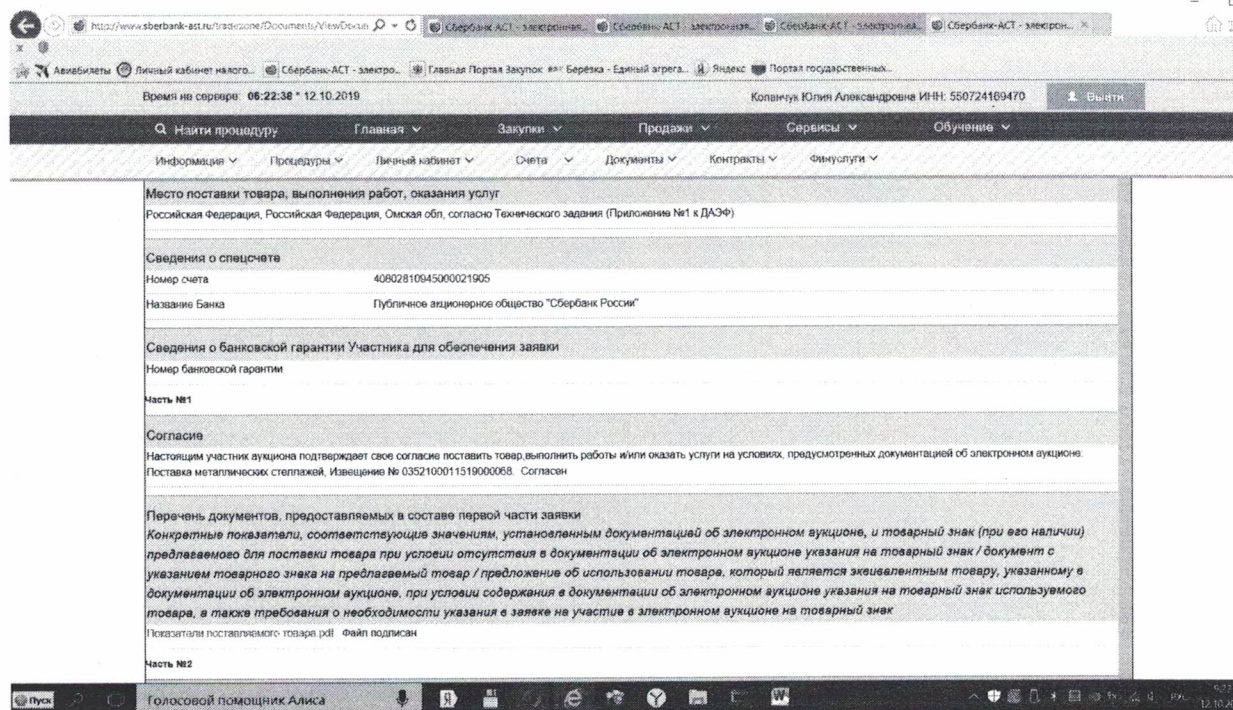 http://www.sberbank-ast.ru/tradezone/Documents/ViewDocum
Сбербанк-АСТ - электронная...
Сбербанк-АСТ - электронная...
Сбербанк-АСТ - электронная...
Сбербанк-АСТ - электрон...
Авиабилеты
Личный кабинет налого...
Сбербанк-АСТ - электро...
Главная Портал Закупок
Берёзка - Единый агрега...
Яндекс
Портал государственных...
Время на сервере: 06:22:38 * 12.10.2019
Копанчук Юлия Александровна ИНН: 550724169470
Выйти
Найти процедуру Главная Закупки Продажи Сервисы Обучение
Информация Процедуры Личный кабинет Счета Документы Контракты Финуслуги
Место поставки товара, выполнения работ, оказания услуг
Российская Федерация, Российская Федерация, Омская обл, согласно Технического задания (Приложение №1 к ДАЭФ)
Сведения о спецсчете
Номер счета 40802810945000021905
Название Банка Публичное акционерное общество "Сбербанк России"
Сведения о банковской гарантии Участника для обеспечения заявки
Номер банковской гарантии
Часть №1
Согласие
Настоящим участник аукциона подтверждает свое согласие поставить товар,выполнить работы и/или оказать услуги на условиях, предусмотренных документацией об электронном аукционе:
Поставка металлических стеллажей, Извещение № 0352100011519000068. Согласен
Перечень документов, предоставляемых в составе первой части заявки
Конкретные показатели, соответствующие значениям, установленным документацией об электронном аукционе, и товарный знак (при его наличии)
предлагаемого для поставки товара при условии отсутствия в документации об электронном аукционе указания на товарный знак / документ с
указанием товарного знака на предлагаемый товар / предложение об использовании товара, который является эквивалентным товару, указанному в
документации об электронном аукционе, при условии содержания в документации об электронном аукционе указания на товарный знак используемого
товара, а также требования о необходимости указания в заявке на участие в электронном аукционе на товарный знак
Показатели поставляемого товара.pdf Файл подписан
Часть №2
Пуск
Голосовой помощник Алиса